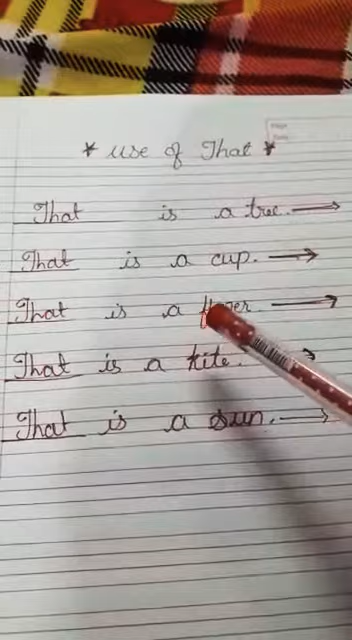 * use of That *
That is a tree. →
That is a cup. →
That is a →
That is a kite. →
That is a sun. →